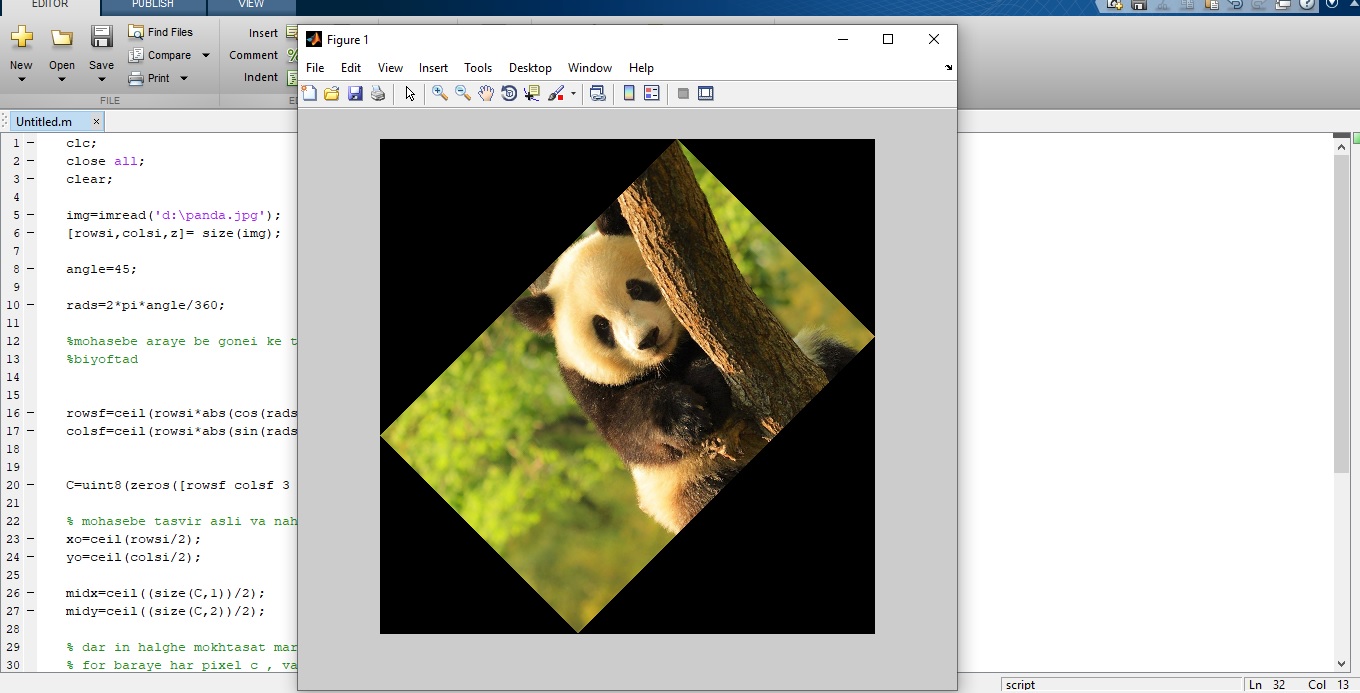 EDITOR PUBLISH VIEW
New Open Save Find Files Compare Print Insert Comment Indent
FILE
Figure 1
File Edit View Insert Tools Desktop Window Help
Untitled.m
1 clc;
2 close all;
3 clear;
4
5 img=imread('d:\panda.jpg');
6 [rowsi,colsi,z]= size(img);
7
8 angle=45;
9
10 rads=2*pi*angle/360;
11
12 %mohasebe araye be gonei ke t
13 %biyoftad
14
15
16 rowsf=ceil(rowsi*abs(cos(rads
17 colsf=ceil(rowsi*abs(sin(rads
18
19
20 C=uint8(zeros([rowsf colsf 3
21
22 % mohasebe tasvir asli va nah
23 xo=ceil(rowsi/2);
24 yo=ceil(colsi/2);
25
26 midx=ceil((size(C,1))/2);
27 midy=ceil((size(C,2))/2);
28
29 % dar in halghe mokhtasat mar
30 % for baraye har pixel c , va
script Ln 32 Col 13